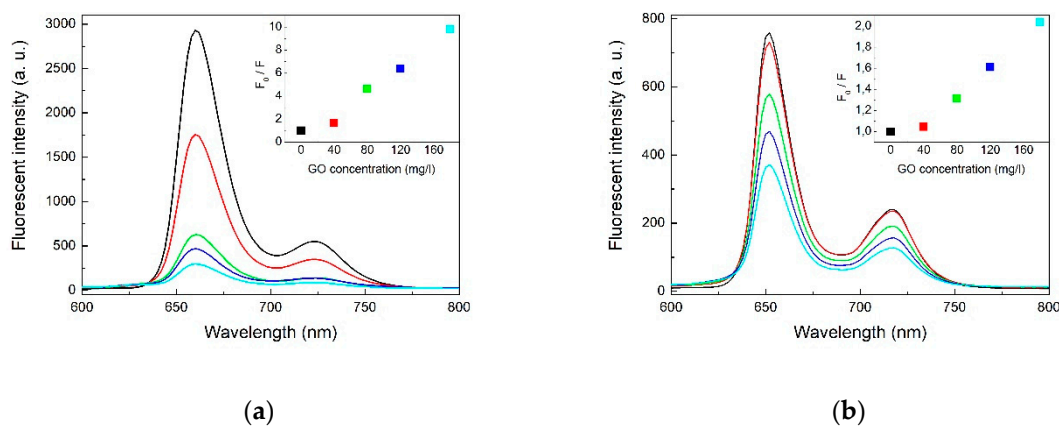 3000
2500
2000
1500
1000
500
0
Fluorescent intensity (a. u.)
600
650
700
750
800
Wavelength (nm)
10
8
6
4
2
0
F₀ / F
0 40 80 120 160
GO concentration (mg/l)
(a)
800
600
400
200
0
Fluorescent intensity (a. u.)
600
650
700
750
800
Wavelength (nm)
2,0
1,8
1,6
1,4
1,2
1,0
F₀ / F
0 40 80 120 160
GO concentration (mg/l)
(b)